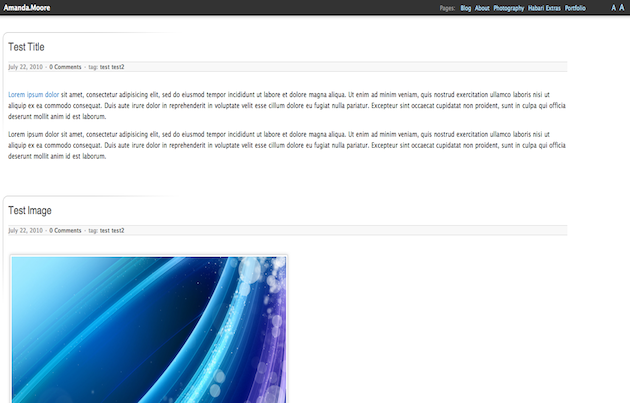 Amanda.Moore
Pages: Blog About Photography Habari Extras Portfolio A A
Test Title
July 22, 2010 - 0 Comments - tag: test test2
Lorem ipsum dolor sit amet, consectetur adipisicing elit, sed do eiusmod tempor incididunt ut labore et dolore magna aliqua. Ut enim ad minim veniam, quis nostrud exercitation ullamco laboris nisi ut
aliquip ex ea commodo consequat. Duis aute irure dolor in reprehenderit in voluptate velit esse cillum dolore eu fugiat nulla pariatur. Excepteur sint occaecat cupidatat non proident, sunt in culpa qui officia
deserunt mollit anim id est laborum.
Lorem ipsum dolor sit amet, consectetur adipisicing elit, sed do eiusmod tempor incididunt ut labore et dolore magna aliqua. Ut enim ad minim veniam, quis nostrud exercitation ullamco laboris nisi ut
aliquip ex ea commodo consequat. Duis aute irure dolor in reprehenderit in voluptate velit esse cillum dolore eu fugiat nulla pariatur. Excepteur sint occaecat cupidatat non proident, sunt in culpa qui officia
deserunt mollit anim id est laborum.
Test Image
July 22, 2010 - 0 Comments - tag: test test2